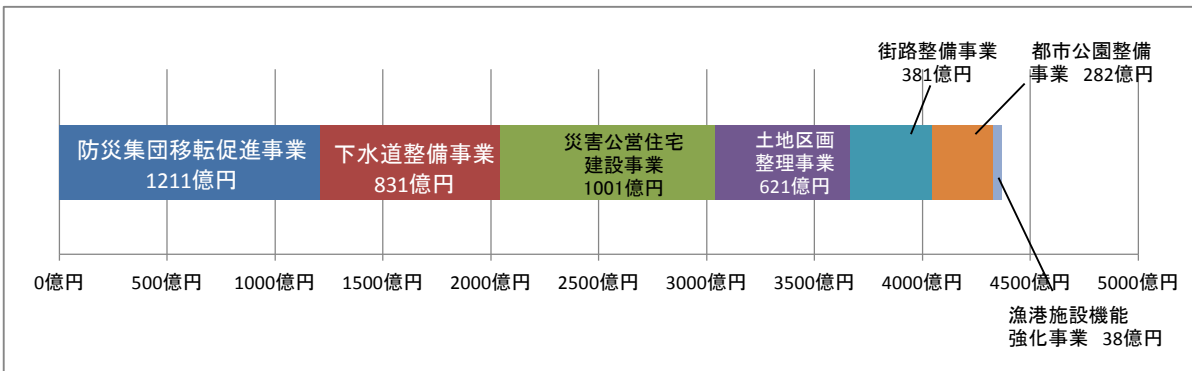 街路整備事業
381億円
都市公園整備
事業 282億円
防災集団移転促進事業
1211億円
下水道整備事業
831億円
災害公営住宅
建設事業
1001億円
土地区画
整理事業
621億円
0億円
500億円
1000億円
1500億円
2000億円
2500億円
3000億円
3500億円
4000億円
4500億円
5000億円
漁港施設機能
強化事業 38億円